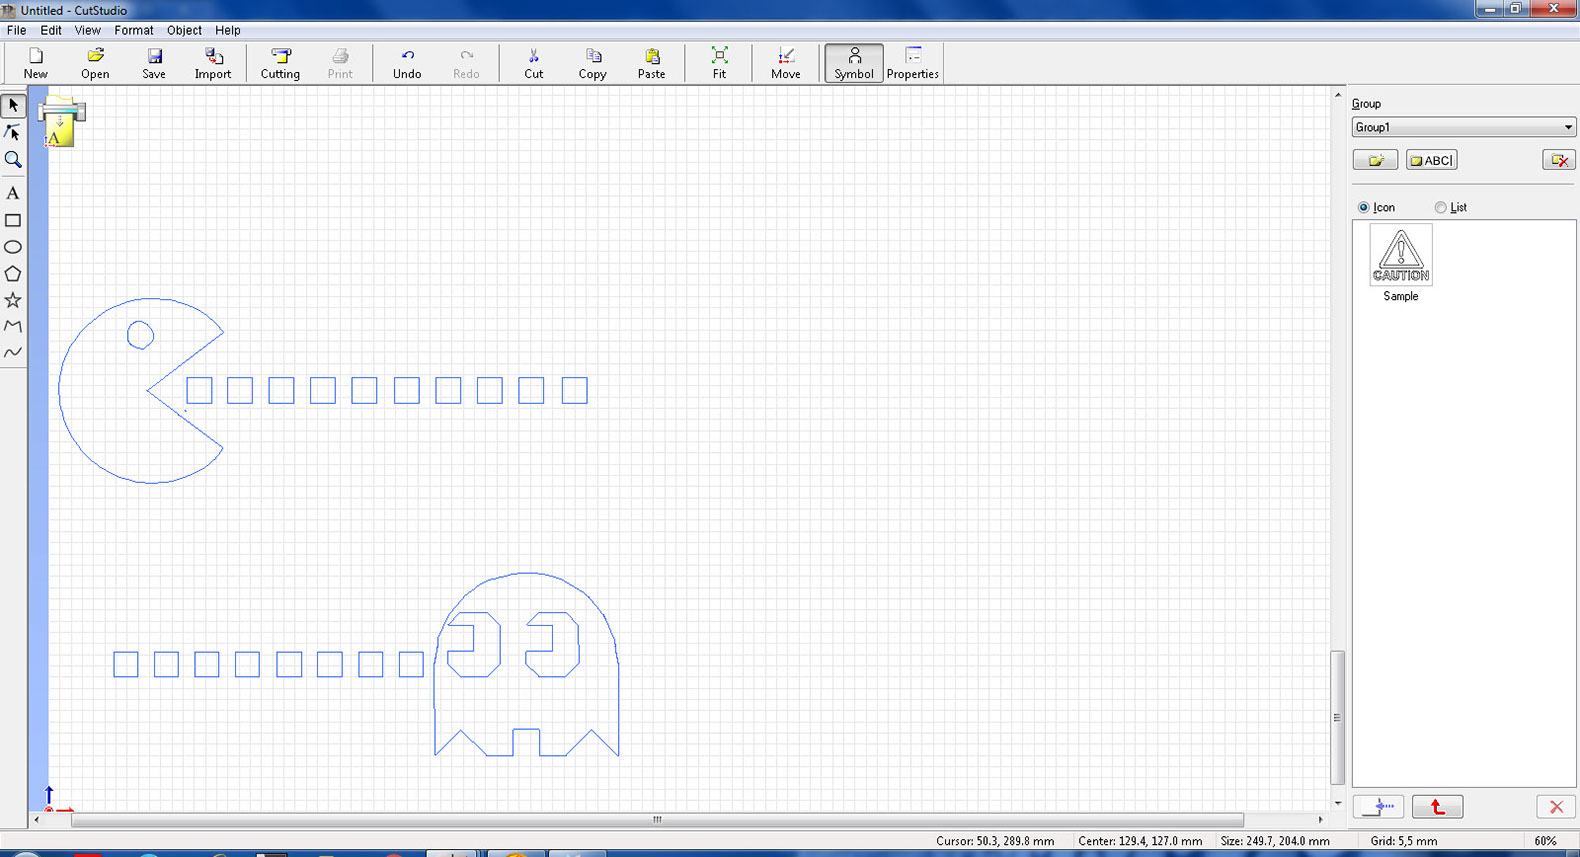 Untitled - CutStudio
File Edit View Format Object Help
New Open Save Import Cutting Print Undo Redo Cut Copy Paste Fit Move Symbol Properties
A
A
Group
Group1
ABC
Icon List
CAUTION
Sample
Cursor: 50.3, 289.8 mm Center: 129.4, 127.0 mm Size: 249.7, 204.0 mm Grid: 5,5 mm 60%